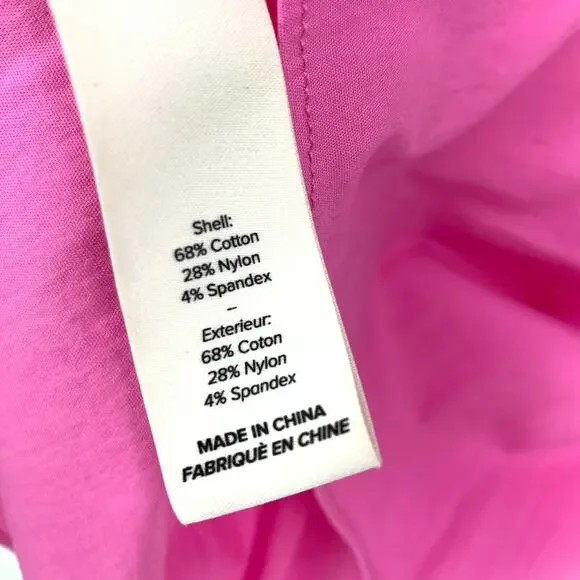 Shell:
68% Cotton
28% Nylon
4% Spandex
–
Exterieur:
68% Coton
28% Nylon
4% Spandex
MADE IN CHINA
FABRIQUÈ EN CHINE